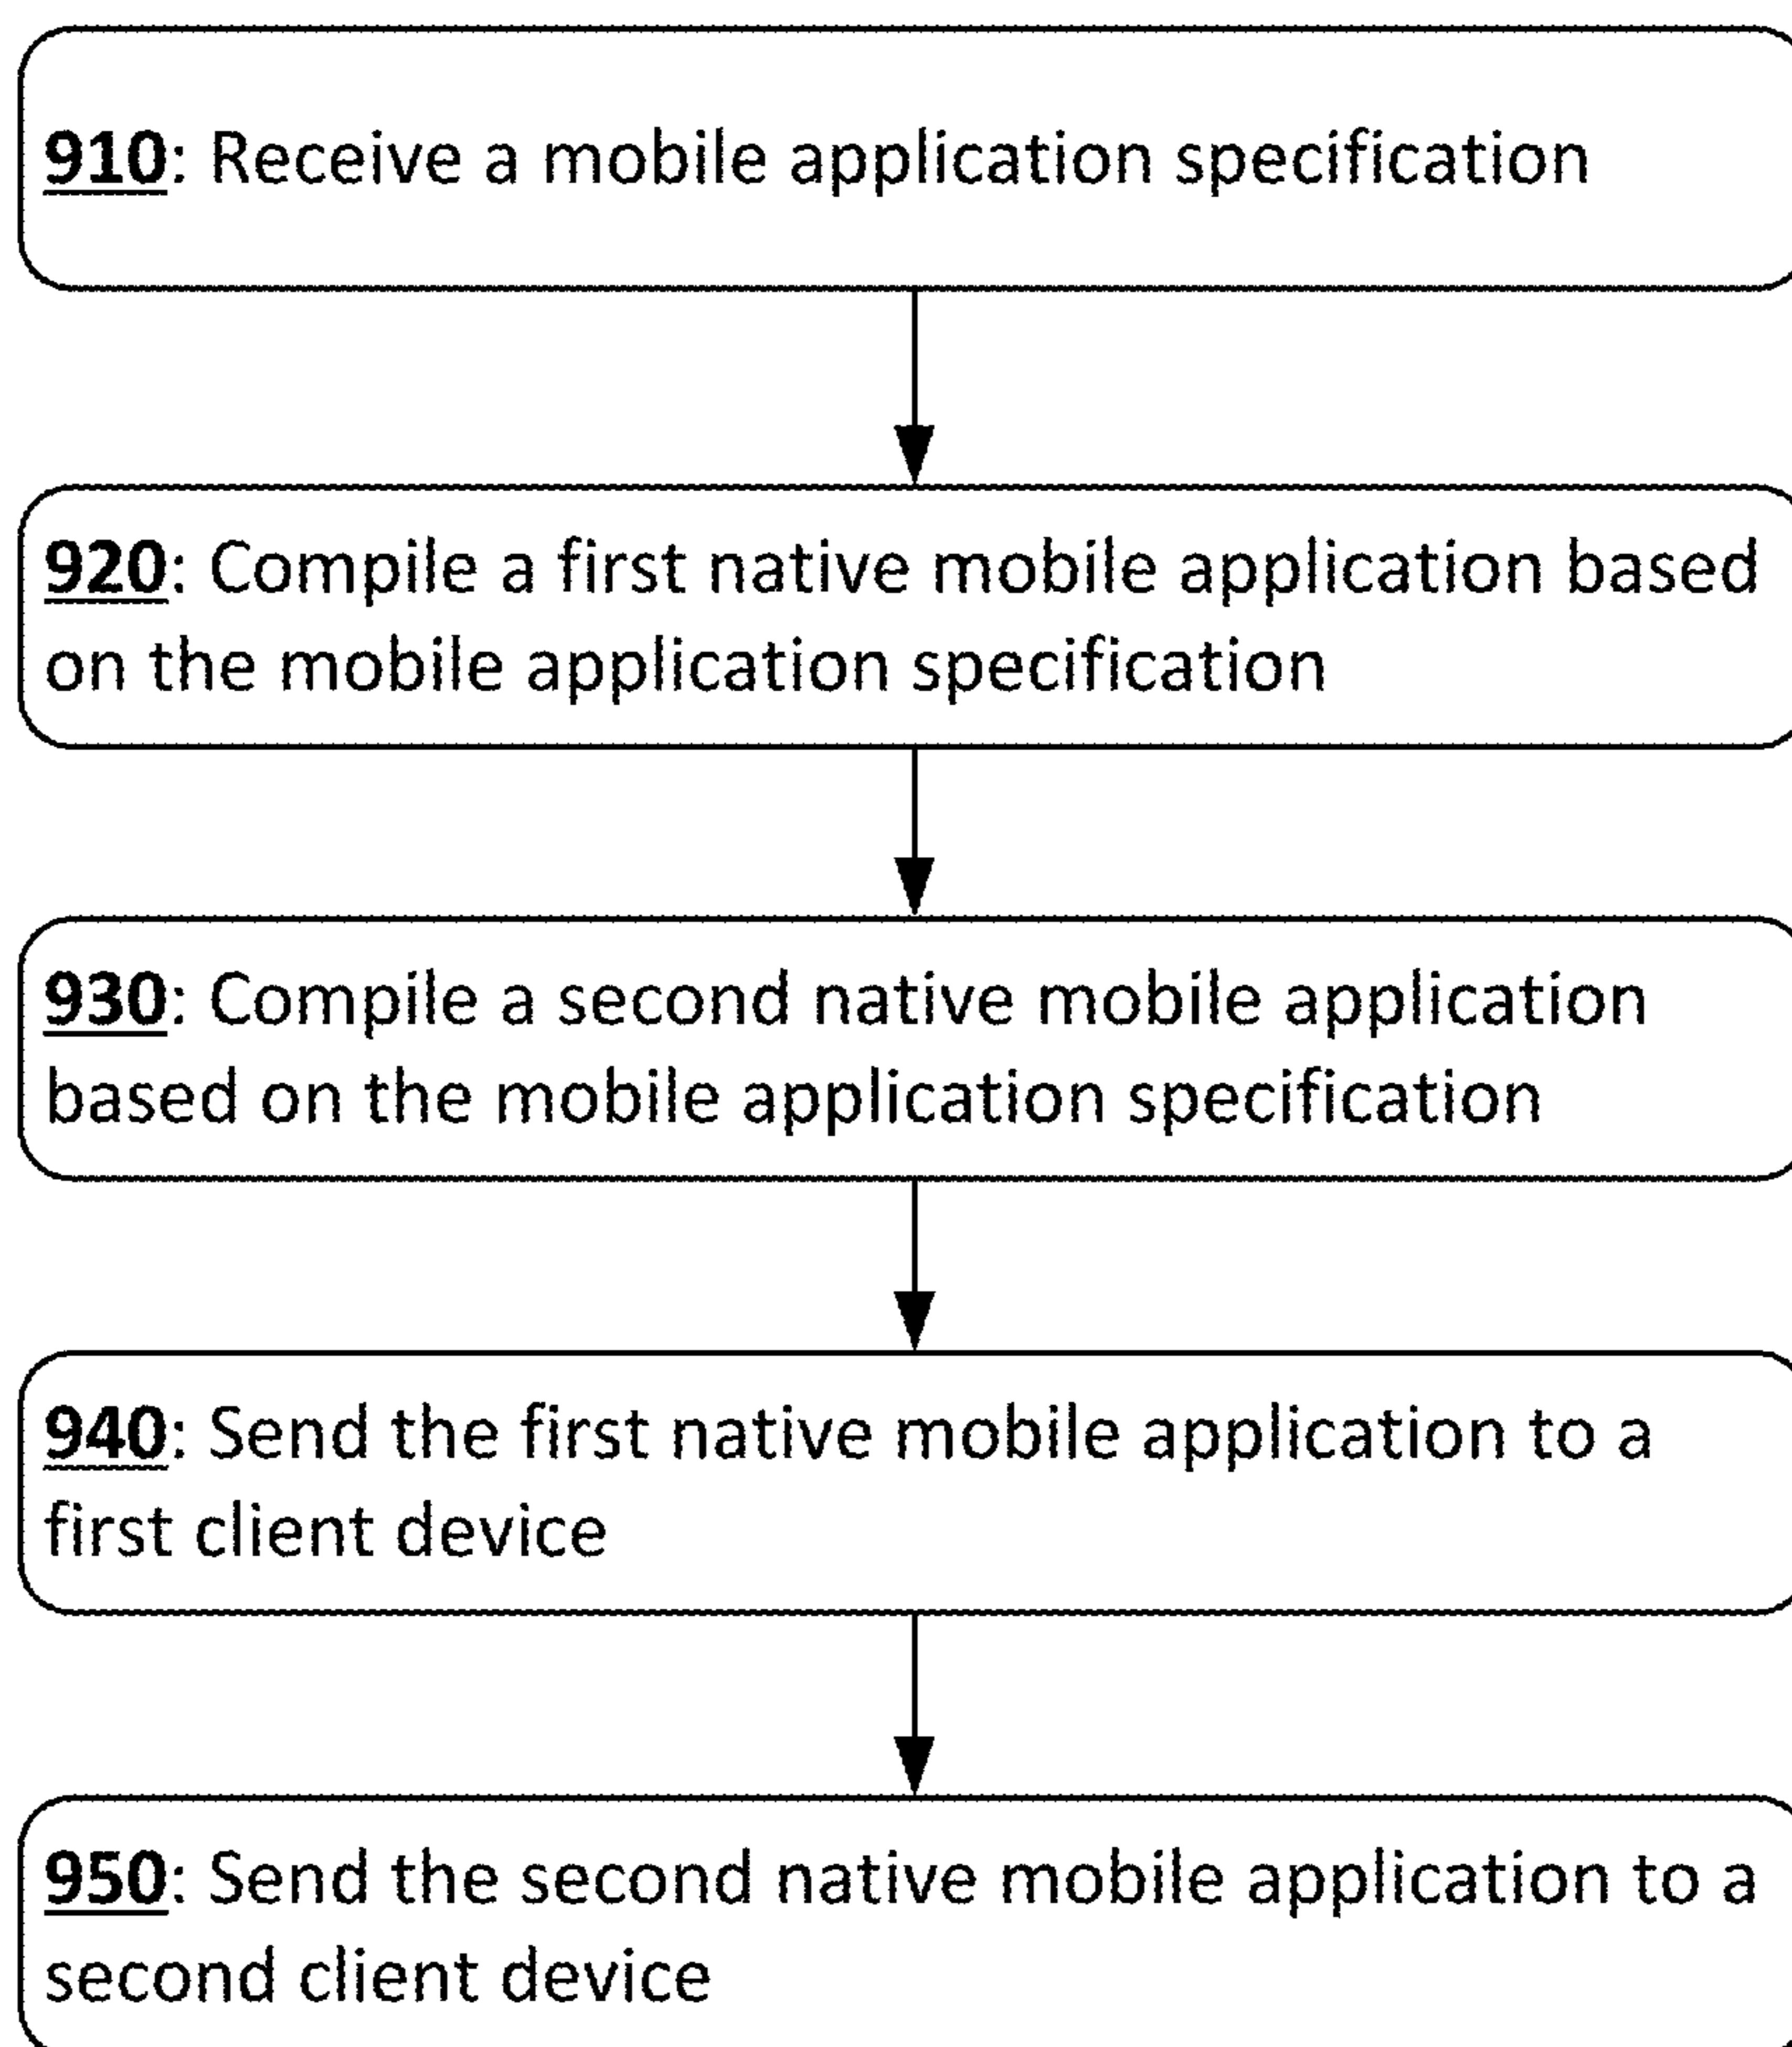 910: Receive a mobile application specification
920: Compile a first native mobile application based
on the mobile application specification
930: Compile a second native mobile application
based on the mobile application specification
940: Send the first native mobile application to a
first client device
950: Send the second native mobile application to a
second client device